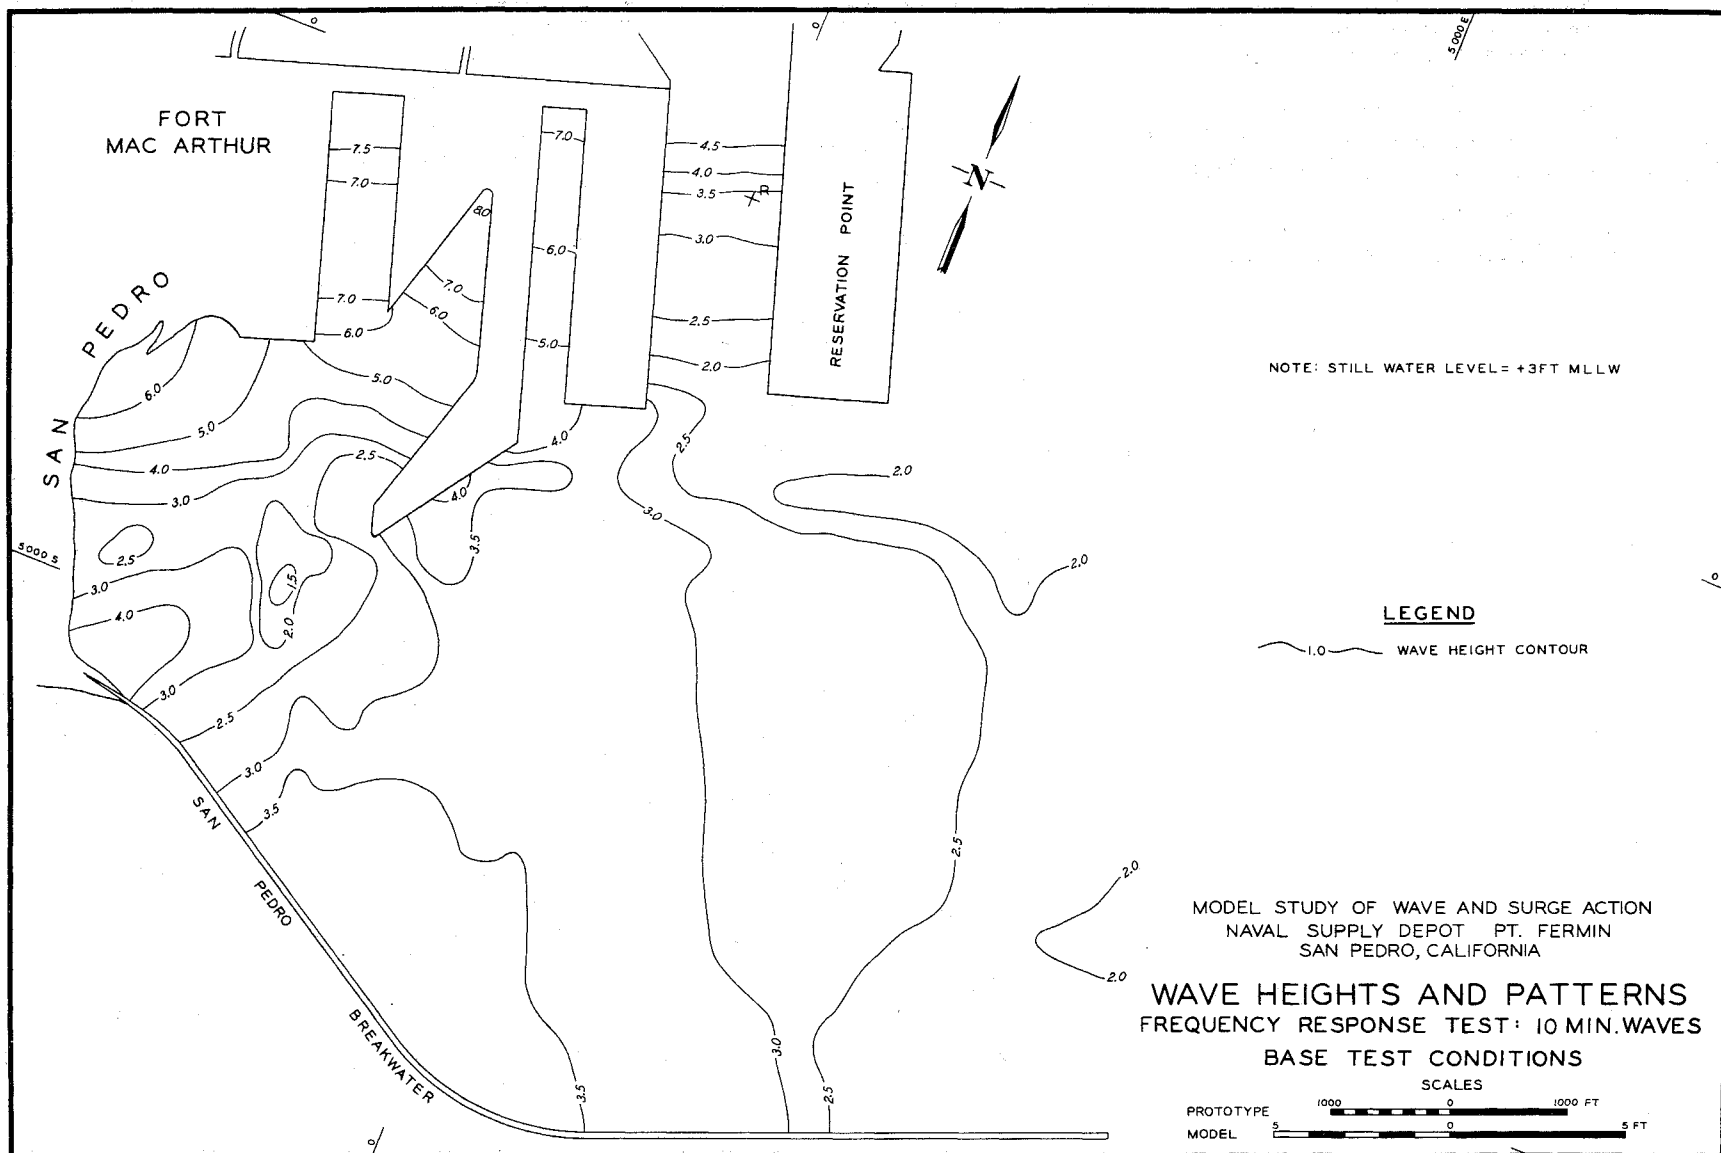 0
0
5000 E
FORT
MAC ARTHUR
7.5
7.0
7.0
6.0
8.0
7.0
6.0
7.0
6.0
5.0
4.5
4.0
3.5
R
3.0
2.5
2.0
RESERVATION POINT
N
SAN PEDRO
6.0
5.0
5.0
4.0
3.0
2.5
4.0
4.0
3.5
2.5
3.0
2.0
2.0
NOTE: STILL WATER LEVEL= +3FT MLLW
5000 S
2.5
3.0
4.0
1.5
2.0
3.0
2.5
3.0
3.5
0
LEGEND
1.0 WAVE HEIGHT CONTOUR
SAN
PEDRO
BREAKWATER
3.5
3.0
2.5
2.5
2.0
2.0
0
MODEL STUDY OF WAVE AND SURGE ACTION
NAVAL SUPPLY DEPOT PT. FERMIN
SAN PEDRO, CALIFORNIA
WAVE HEIGHTS AND PATTERNS
FREQUENCY RESPONSE TEST: 10 MIN. WAVES
BASE TEST CONDITIONS
SCALES
PROTOTYPE 1000 0 1000 FT
MODEL 5 0 5 FT